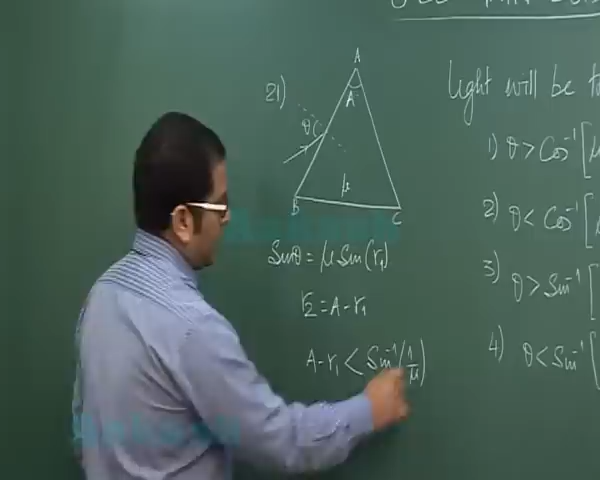 21)
A
A
θ
μ
B
C
Sinθ = μ Sin(r₁)
r₂ = A - r₁
A - r₁ < Sin⁻¹(1/μ)
light will be
1) θ > Cos⁻¹[μ
2) θ < Cos⁻¹[μ
3) θ > Sin⁻¹[
4) θ < Sin⁻¹[